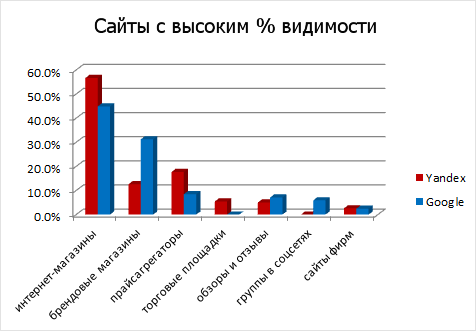 Сайты с высоким % видимости
60.0%
50.0%
40.0%
30.0%
20.0%
10.0%
0.0%
интернет-магазины
брендовые магазины
прайсагрегаторы
торговые площадки
обзоры и отзывы
группы в соцсетях
сайты фирм
Yandex
Google